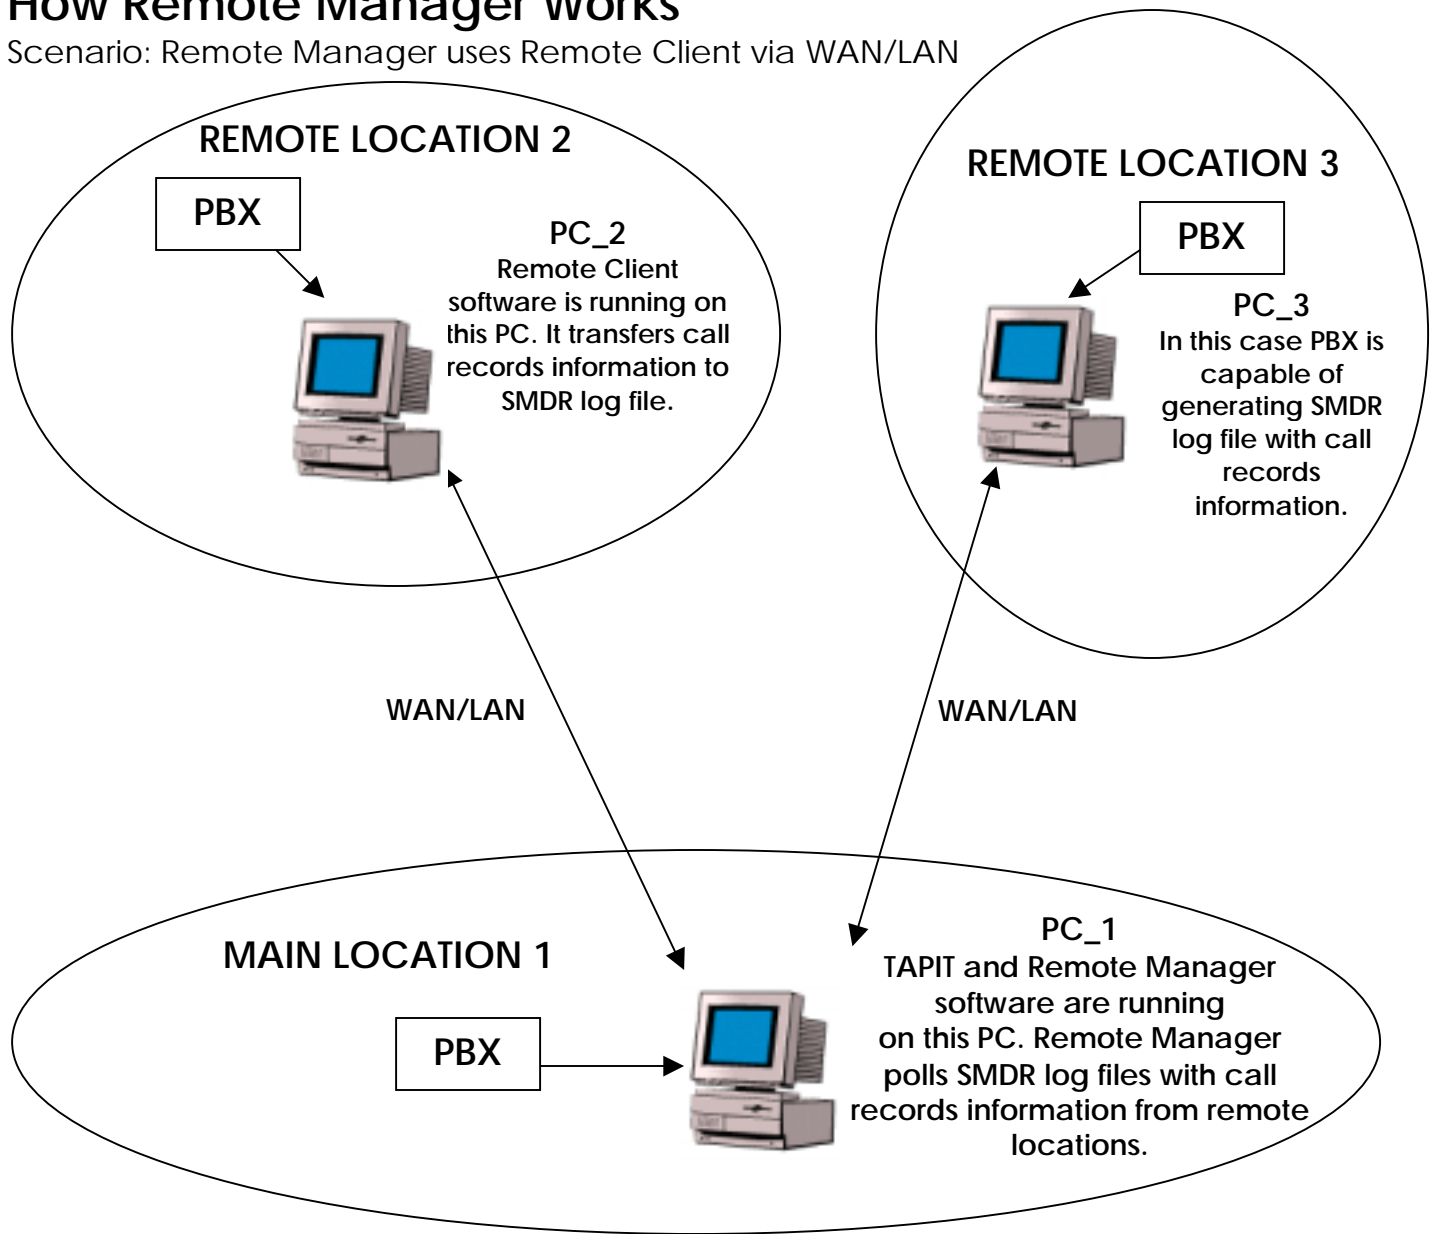 How Remote Manager Works
Scenario: Remote Manager uses Remote Client via WAN/LAN
REMOTE LOCATION 2
PBX
PC_2
Remote Client
software is running on
this PC. It transfers call
records information to
SMDR log file.
REMOTE LOCATION 3
PBX
PC_3
In this case PBX is
capable of
generating SMDR
log file with call
records
information.
WAN/LAN
WAN/LAN
MAIN LOCATION 1
PBX
PC_1
TAPIT and Remote Manager
software are running
on this PC. Remote Manager
polls SMDR log files with call
records information from remote
locations.